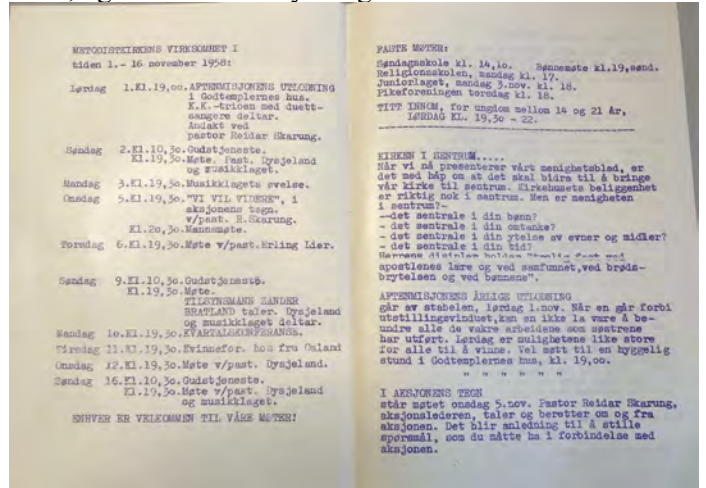 METODISTKIRKENS VIRKSOMHET I
tiden 1.- 16 november 1958:
Lørdag 1.Kl.19,oo.AFTENMISJONENS UTLODNING
i Godtemplernes hus.
K.K.-trioen med duett-
sangere deltar.
Andakt ved
pastor Reidar Skarung.
Søndag 2.Kl.10,3o.Gudstjeneste.
Kl.19,3o.Møte. Past. Dysjeland
og musikklaget.
Mandag 3.Kl.19,3o.Musikklagets øvelse.
Onsdag 5.Kl.19,3o."VI VIL VIDERE", i
aksjonens tegn.
v/past. R.Skarung.
Kl.2o,3o.Mannsmøte.
Torsdag 6.Kl.19,3o.Møte v/past.Erling Lier.
Søndag 9.Kl.10,3o.Gudstjeneste.
Kl.19,3o.Møte.
TILSYNSMANN ZANDER
BRATLAND taler. Dysjeland
og musikklaget deltar.
Mandag 1o.Kl.19,3o.KVARTALSKONFERANSE.
Tirsdag 11.Kl.19,3o.Kvinnefor. hos fru Osland
Onsdag 12.Kl.19,3o.Møte v/past. Dysjeland.
Søndag 16.Kl.10,3o.Gudstjeneste.
Kl.19,3o.Møte v/past. Dysjeland
og musikklaget.
ENHVER ER VELKOMMEN TIL VÅRE MØTER!
FASTE MØTER:
Søndagsskole kl. 14,1o. Bønnemøte kl.19,sønd.
Religionsskolen, mandag kl. 17.
Juniorlaget, mandag 3.nov. kl. 18.
Pikeforeningen torsdag kl. 18.
TITT INNOM, for ungdom mellom 14 og 21 år,
LØRDAG KL. 19,3o - 22.
KIRKEN I SENTRUM.....
Når vi nå presenterer vårt menighetsblad, er
det med håp om at det skal bidra til å bringe
vår kirke til sentrum. Kirkehusets beliggenhet
er riktig nok i sentrum. Men er menigheten
i sentrum?-
--det sentrale i din bønn?
- det sentrale i din omtanke?
- det sentrale i din ytelse av evner og midler?
- det sentrale i din tid?
Herrens disipler holdes "trolig fast ved
apostlenes lære og ved samfunnet,ved brøds-
brytelsen og ved bønnene".
AFTENMISJONENS ÅRLIGE UTLODNING
går av stabelen, lørdag 1.nov. Når en går forbi
utstillingsvinduet,kan en ikke la være å be-
undre alle de vakre arbeidene som søstrene
har utført. Lørdag er mulighetene like store
for alle til å vinne. Vel møtt til en hyggelig
stund i Godtemplernes hus, kl. 19,oo.
" " " " " "
I AKSJONENS TEGN
står møtet onsdag 5.nov. Pastor Reidar Skarung,
aksjonslederen, taler og beretter om og fra
aksjonen. Det blir anledning til å stille
spørsmål, som du måtte ha i forbindelse med
aksjonen.